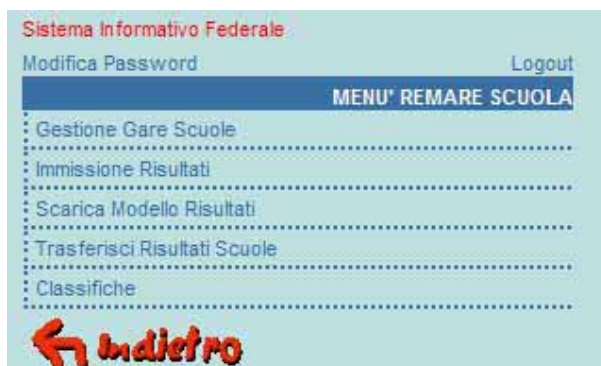 Sistema Informativo Federale
Modifica Password Logout
MENU' REMARE SCUOLA
Gestione Gare Scuole
Immissione Risultati
Scarica Modello Risultati
Trasferisci Risultati Scuole
Classifiche
indietro